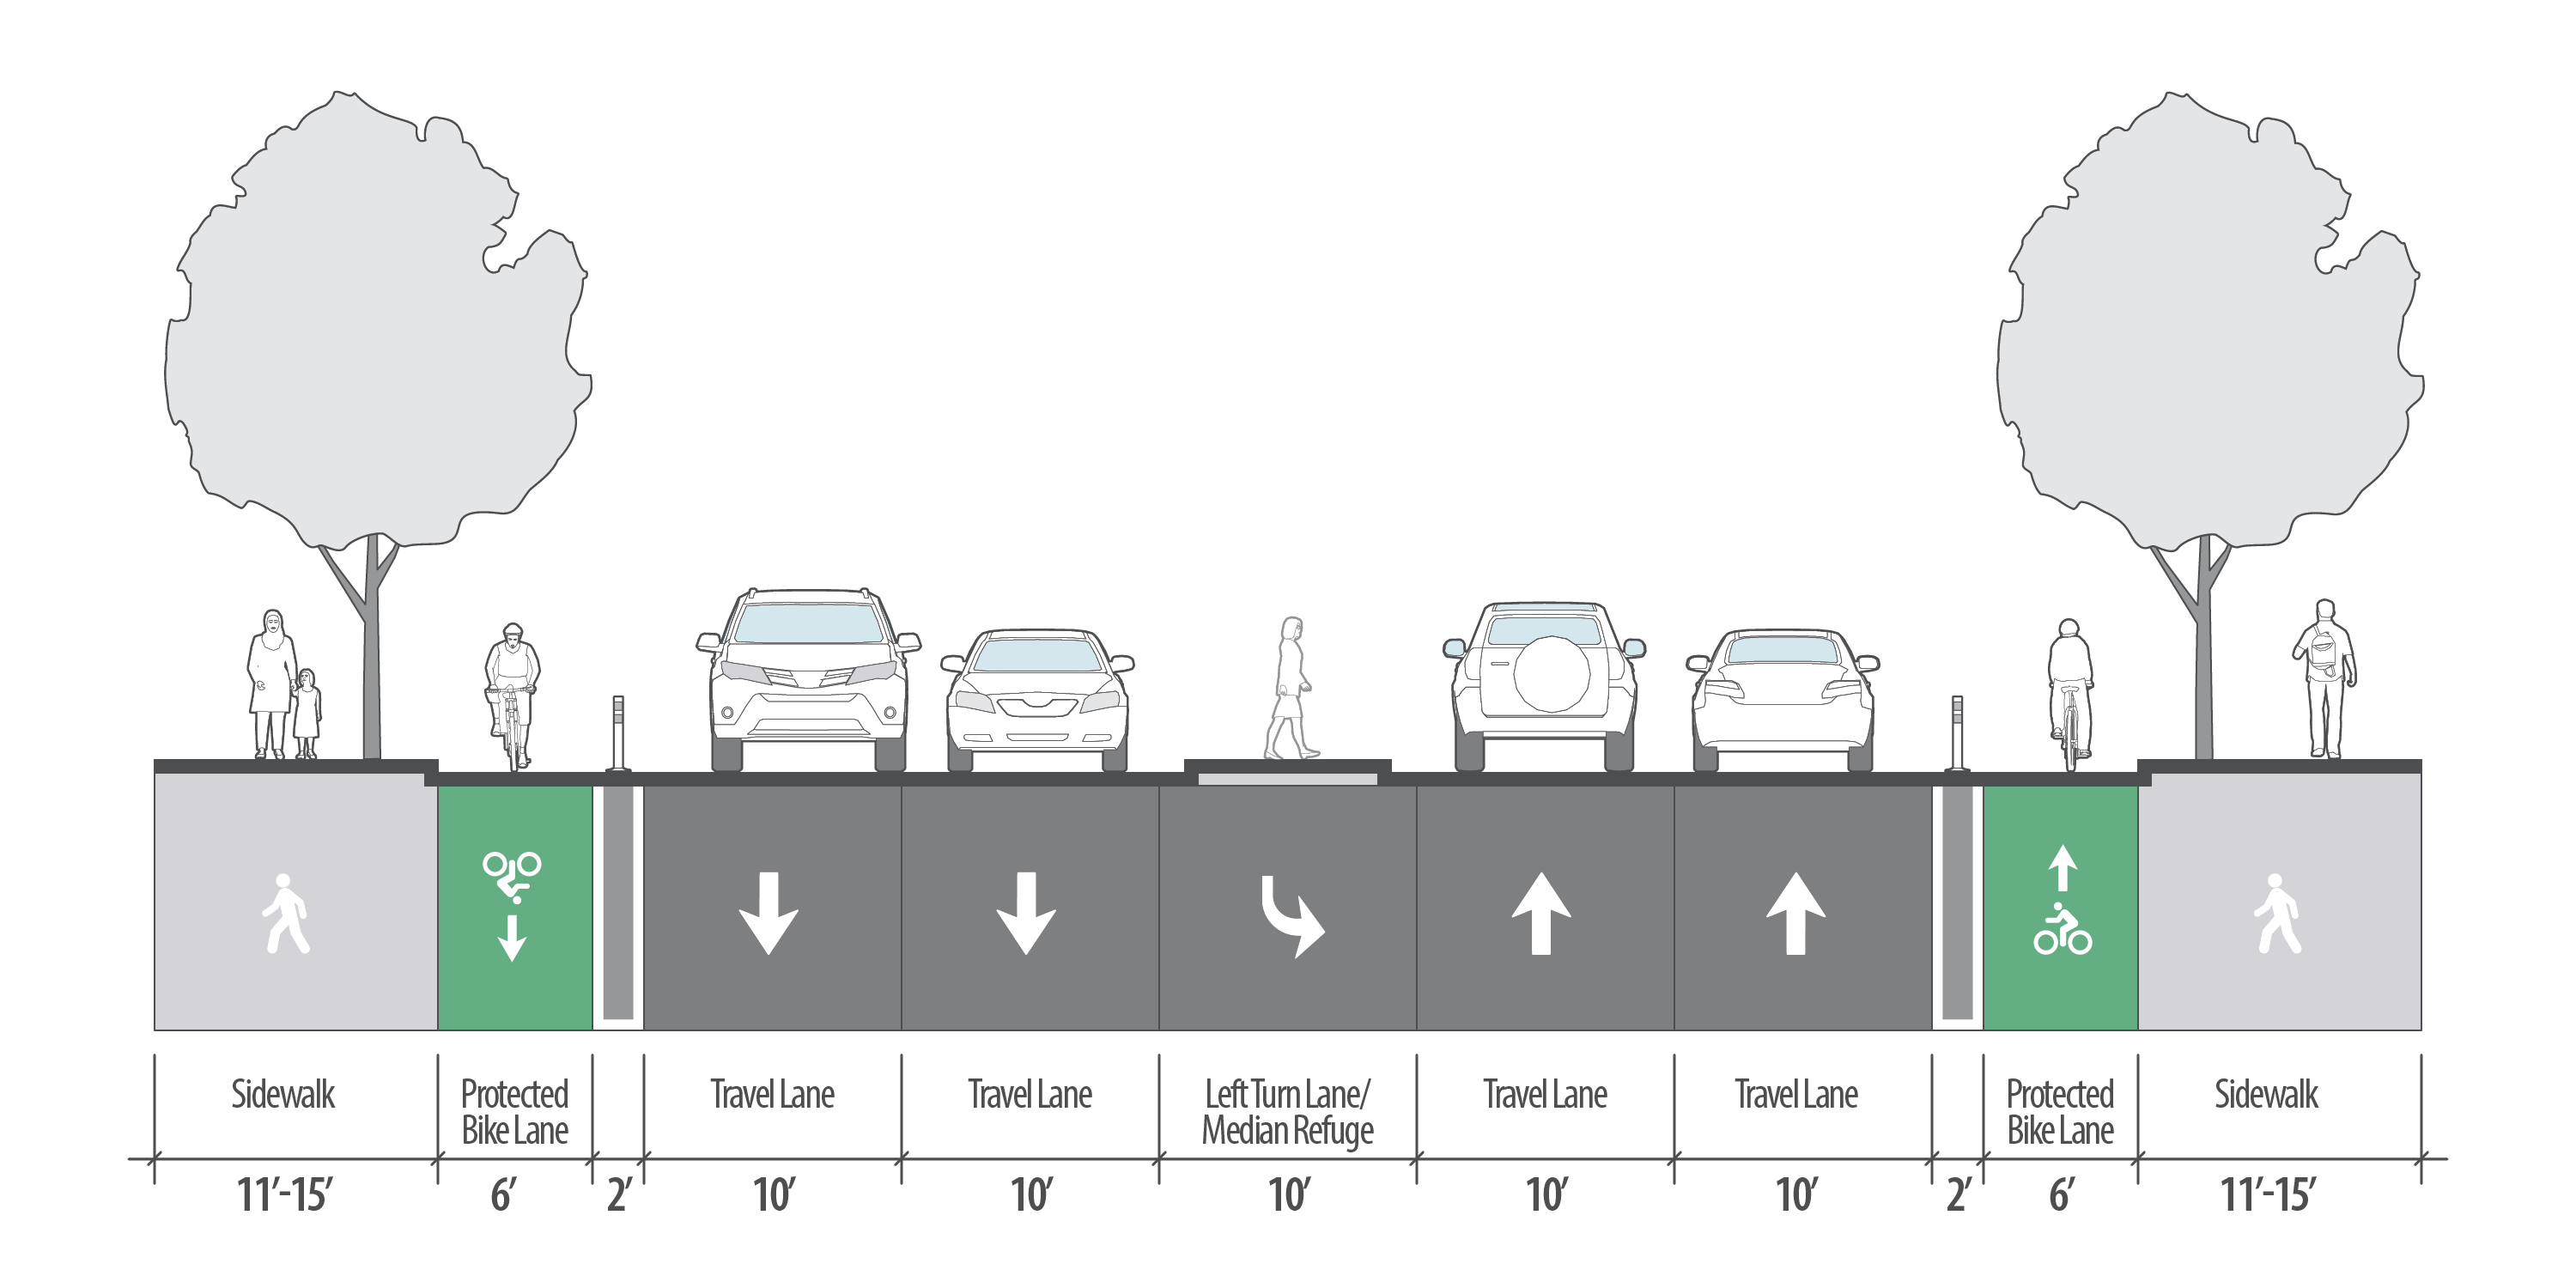 Sidewalk
Protected
Bike Lane
Travel Lane
Travel Lane
Left Turn Lane/
Median Refuge
Travel Lane
Travel Lane
Protected
Bike Lane
Sidewalk
11′-15′
6′
2′
10′
10′
10′
10′
10′
2′
6′
11′-15′